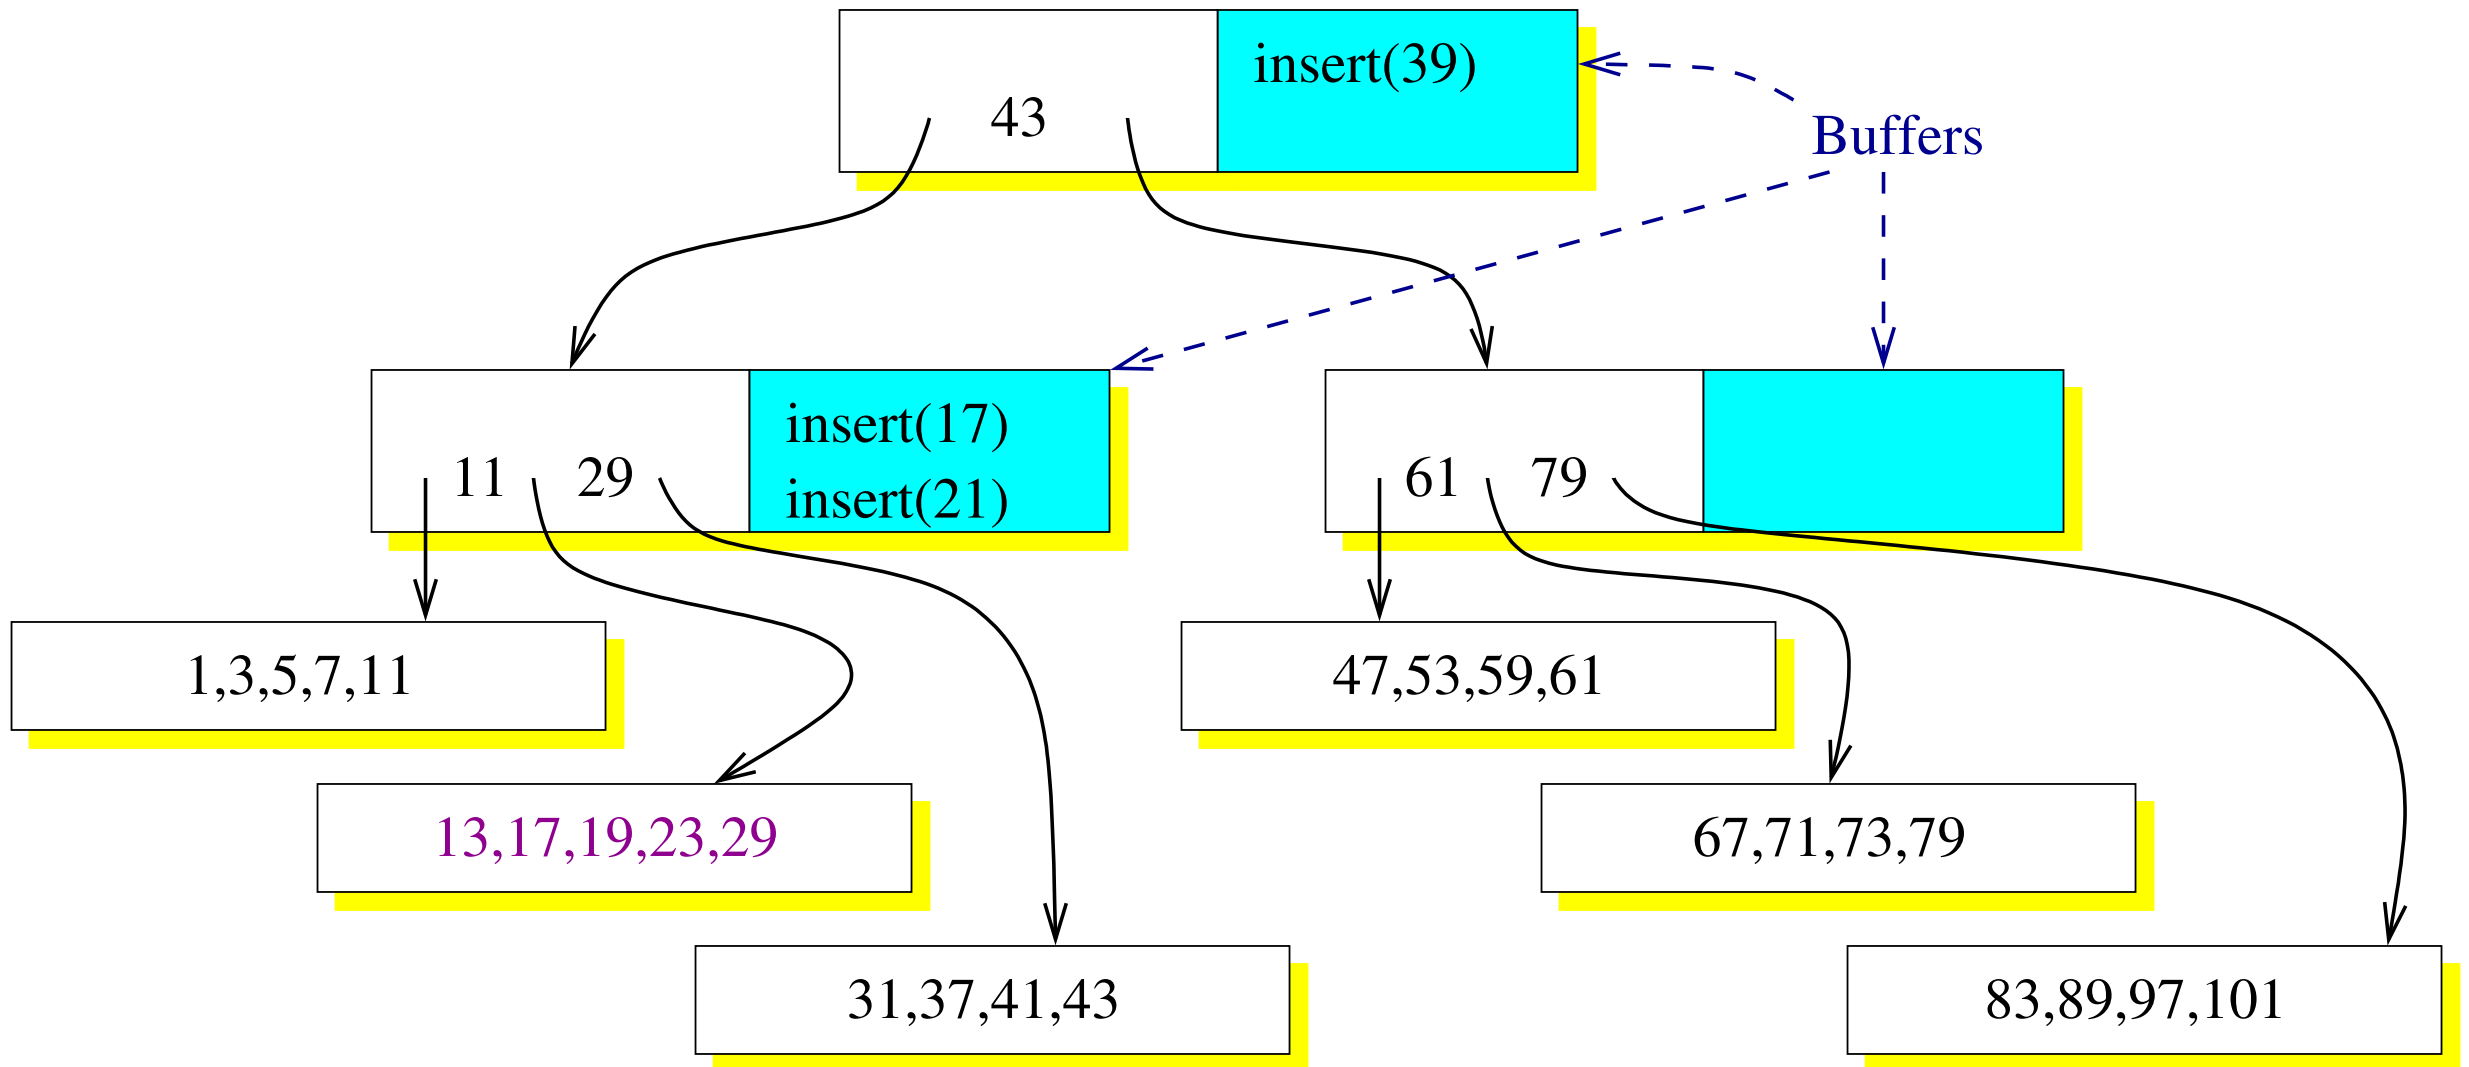 insert(39)
43
Buffers
insert(17)
11 29
insert(21)
61 79
1,3,5,7,11
47,53,59,61
13,17,19,23,29
67,71,73,79
31,37,41,43
83,89,97,101